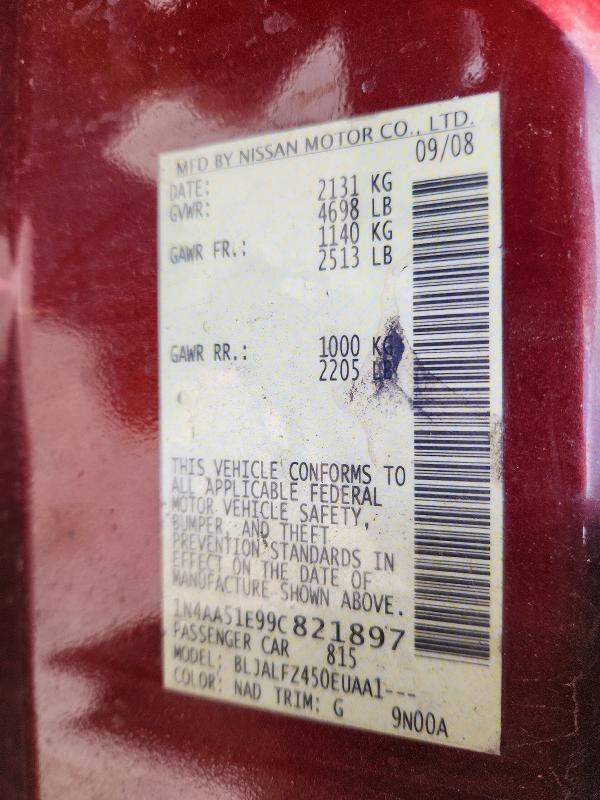 MFD BY NISSAN MOTOR CO., LTD.
DATE: 09/08
GVWR: 2131 KG
4698 LB
GAWR FR.: 1140 KG
2513 LB
GAWR RR.: 1000 KG
2205 LB
THIS VEHICLE CONFORMS TO
ALL APPLICABLE FEDERAL
MOTOR VEHICLE SAFETY,
BUMPER, AND THEFT
PREVENTION STANDARDS IN
EFFECT ON THE DATE OF
MANUFACTURE SHOWN ABOVE.
1N4AA51E99C821897
PASSENGER CAR 815
MODEL: BLJALFZ450EUAA1---
COLOR: NAD TRIM: G 9N00A